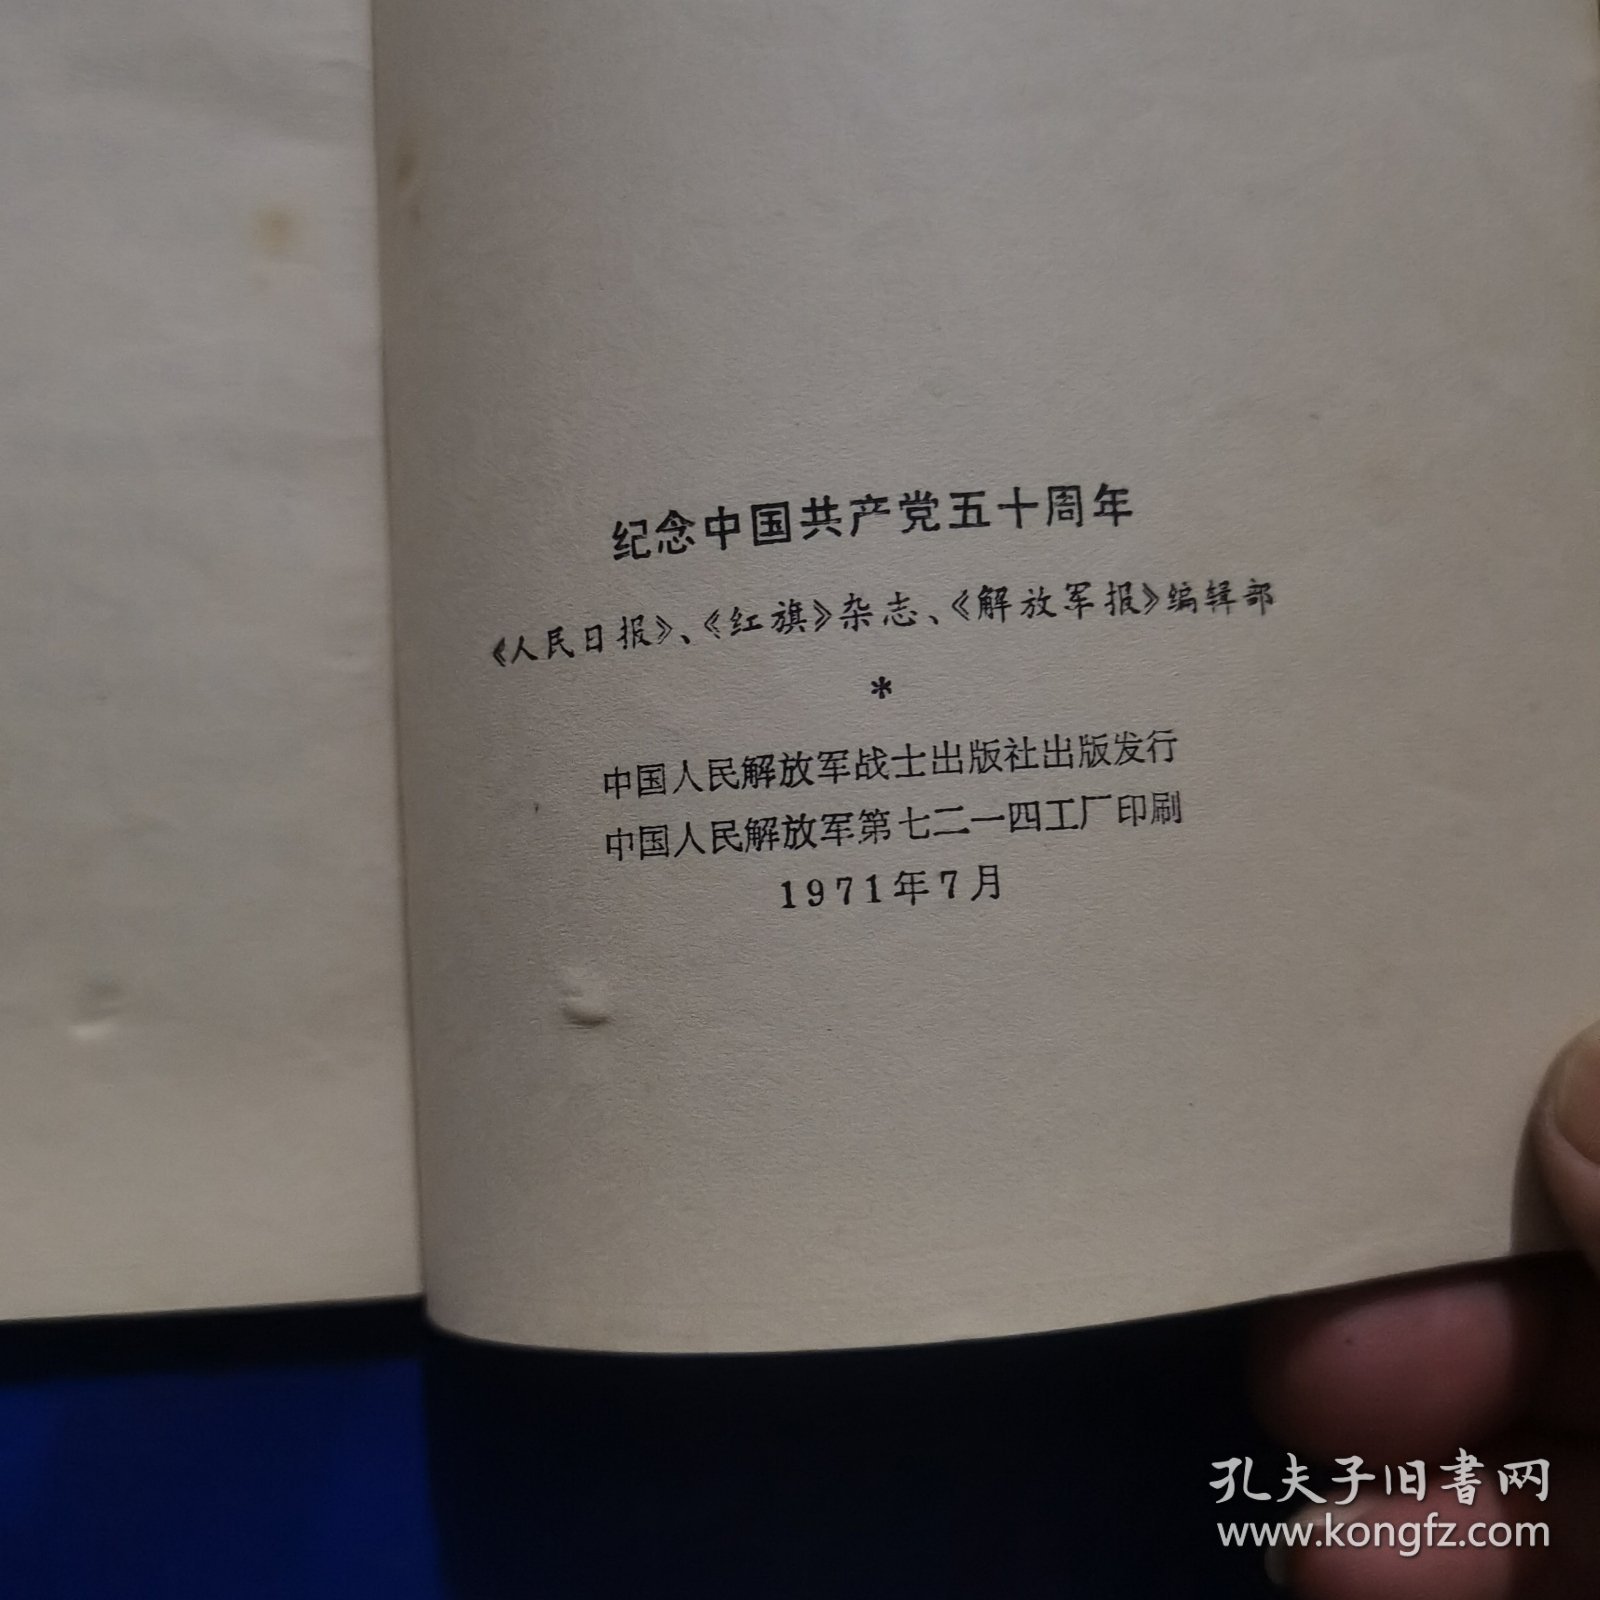 纪念中国共产党五十周年
《人民日报》、《红旗》杂志、《解放军报》编辑部
*
中国人民解放军战士出版社出版发行
中国人民解放军第七二一四工厂印刷
1971年7月
孔夫子旧书网
www.kongfz.com